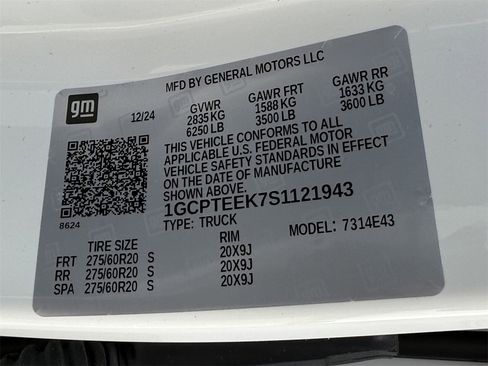 MFD BY GENERAL MOTORS LLC
gm
12/24
GVWR GAWR FRT GAWR RR
2835 KG 1588 KG 1633 KG
6250 LB 3500 LB 3600 LB
THIS VEHICLE CONFORMS TO ALL
APPLICABLE U.S. FEDERAL MOTOR
VEHICLE SAFETY STANDARDS IN EFFECT
ON THE DATE OF MANUFACTURE
SHOWN ABOVE.
1GCPTEEK7S1121943
8624
TYPE: TRUCK MODEL: 7314E43
TIRE SIZE RIM
FRT 275/60R20 S 20X9J
RR 275/60R20 S 20X9J
SPA 275/60R20 S 20X9J